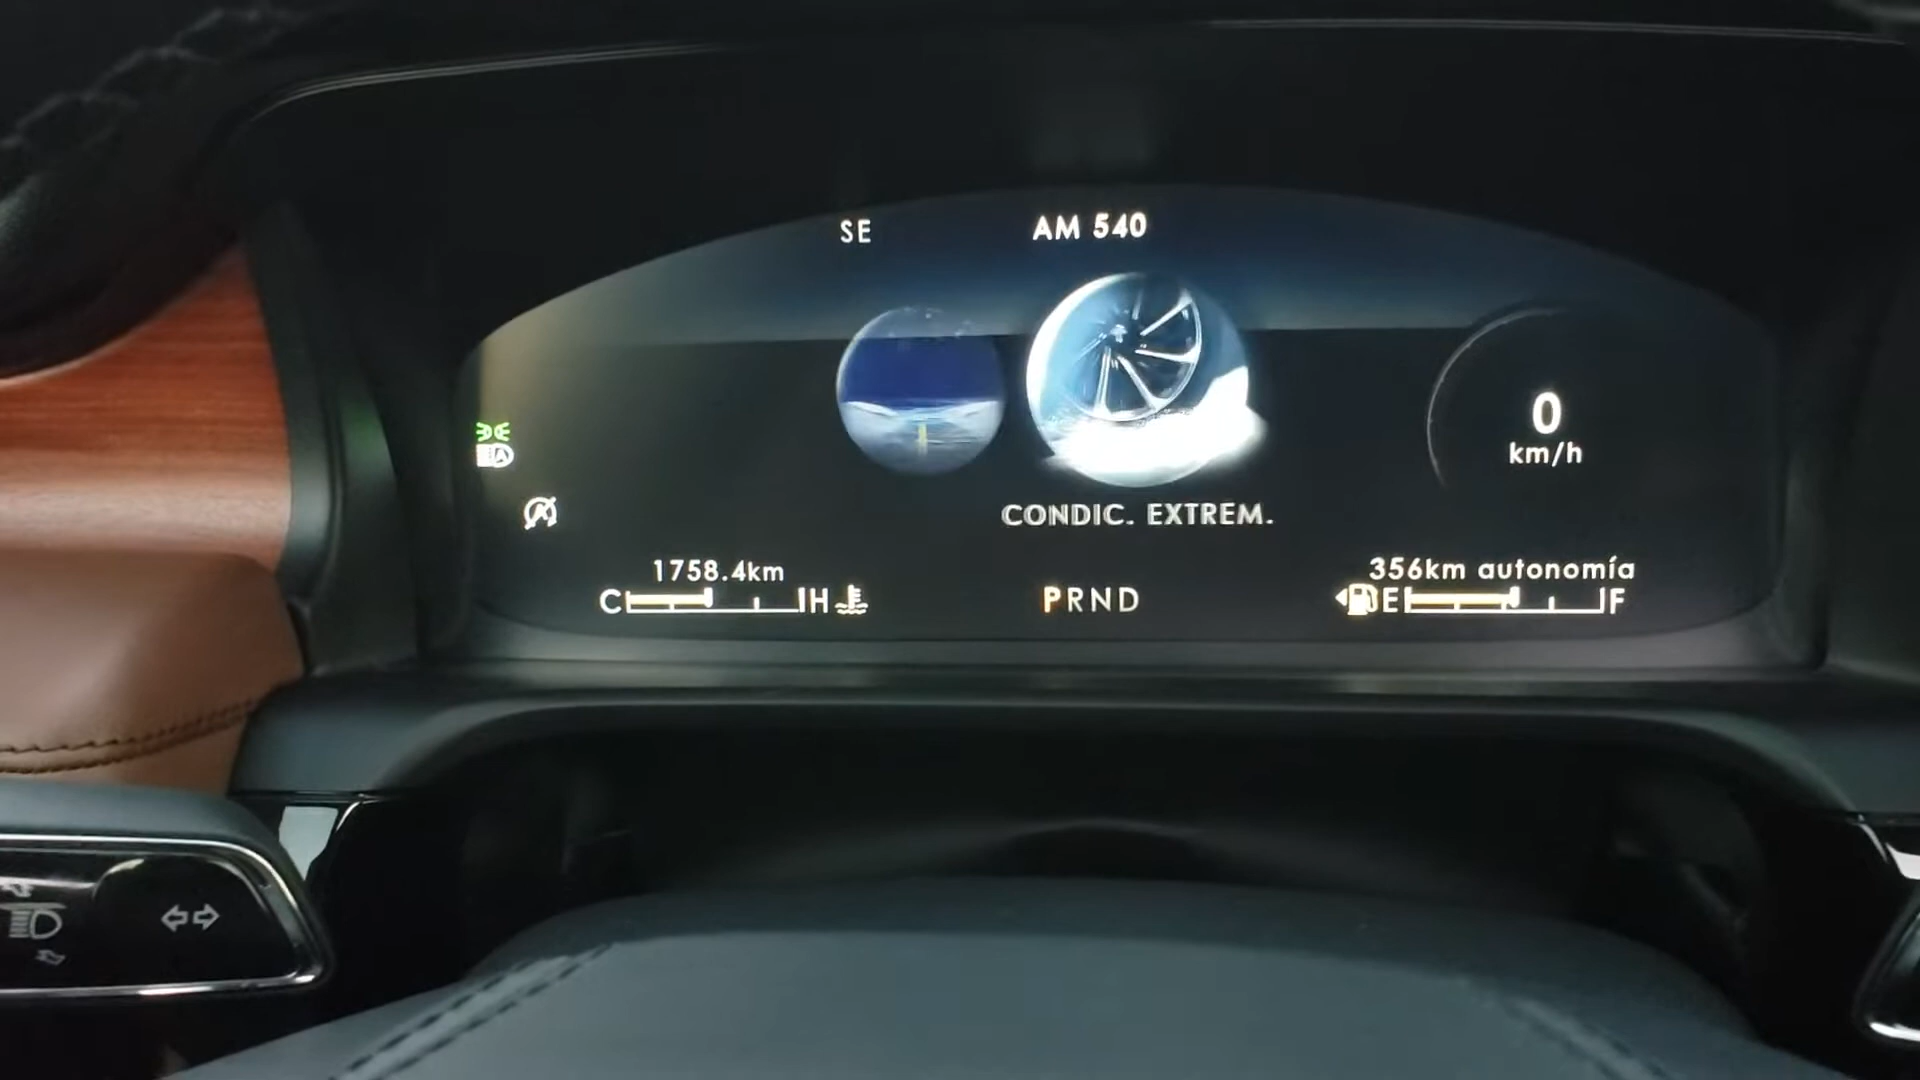 SE
AM 540
0
km/h
CONDIC. EXTREM.
1758.4km
356km autonomía
C H
PRND
E F